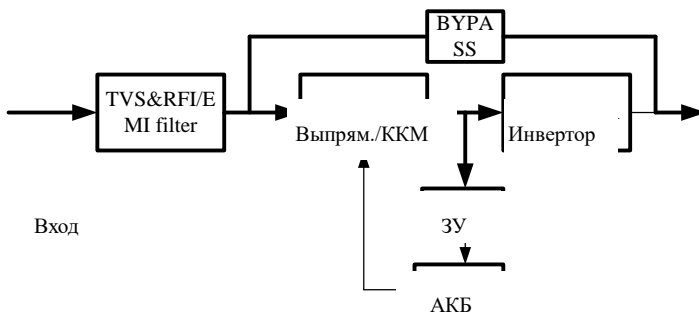 BYPA
SS
TVS&RFI/E
MI filter
Выпрям./ККМ
Инвертор
Вход
ЗУ
АКБ